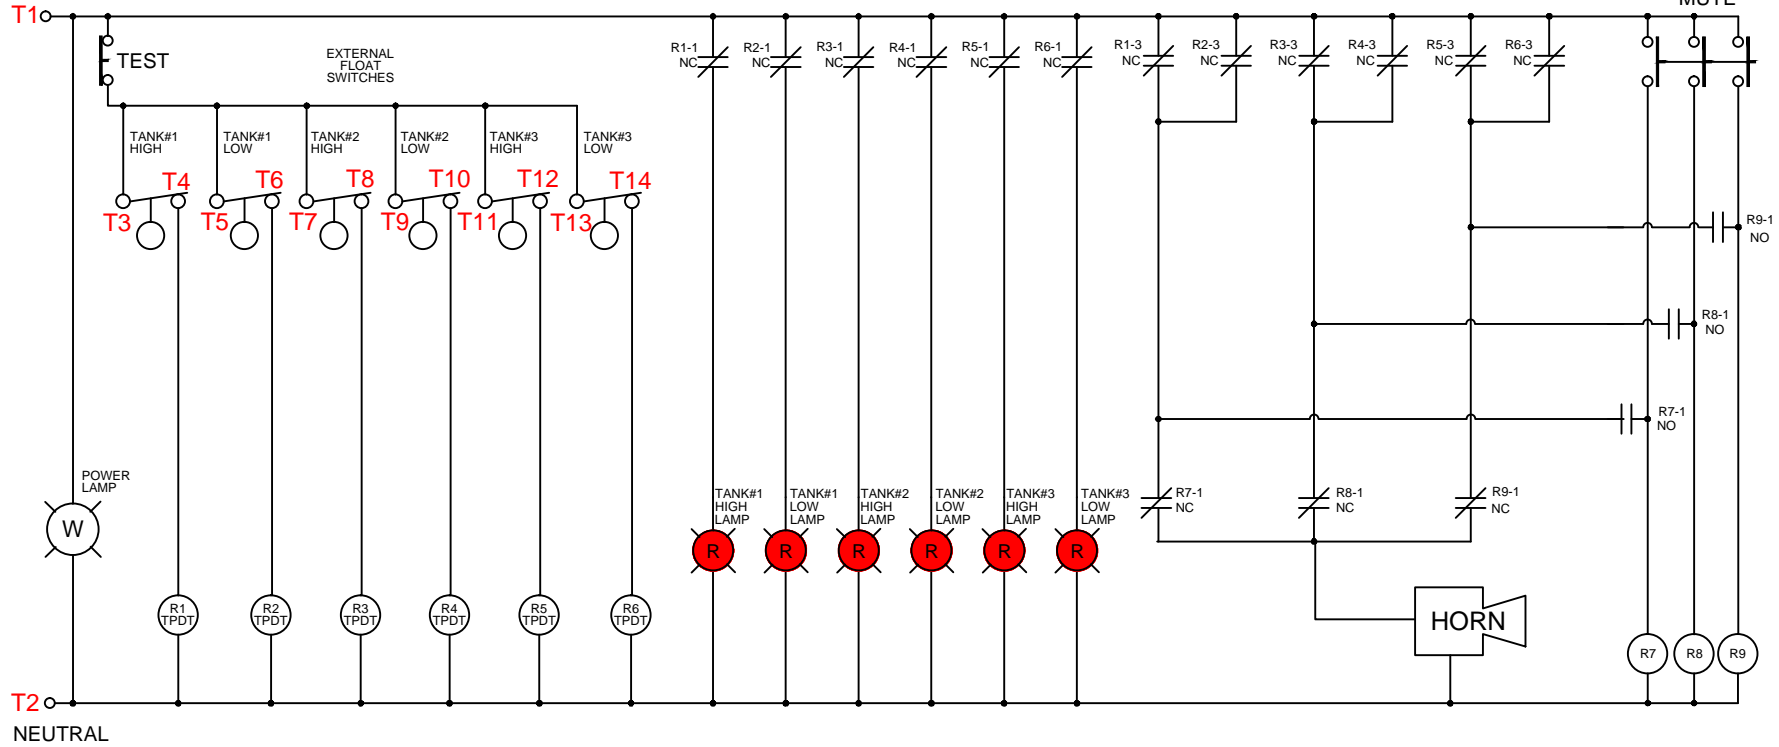 MUTE
T1
TEST
EXTERNAL
FLOAT
SWITCHES
R1-1
NC
R2-1
NC
R3-1
NC
R4-1
NC
R5-1
NC
R6-1
NC
R1-3
NC
R2-3
NC
R3-3
NC
R4-3
NC
R5-3
NC
R6-3
NC
TANK#1
HIGH
TANK#1
LOW
TANK#2
HIGH
TANK#2
LOW
TANK#3
HIGH
TANK#3
LOW
T4
T6
T8
T10
T12
T14
T3
T5
T7
T9
T11
T13
R9-1
NO
R8-1
NO
R7-1
NO
POWER
LAMP
W
TANK#1
HIGH
LAMP
TANK#1
LOW
LAMP
TANK#2
HIGH
LAMP
TANK#2
LOW
LAMP
TANK#3
HIGH
LAMP
TANK#3
LOW
LAMP
R7-1
NC
R8-1
NC
R9-1
NC
R
R
R
R
R
R
R1
TPDT
R2
TPDT
R3
TPDT
R4
TPDT
R5
TPDT
R6
TPDT
HORN
R7
R8
R9
T2
NEUTRAL